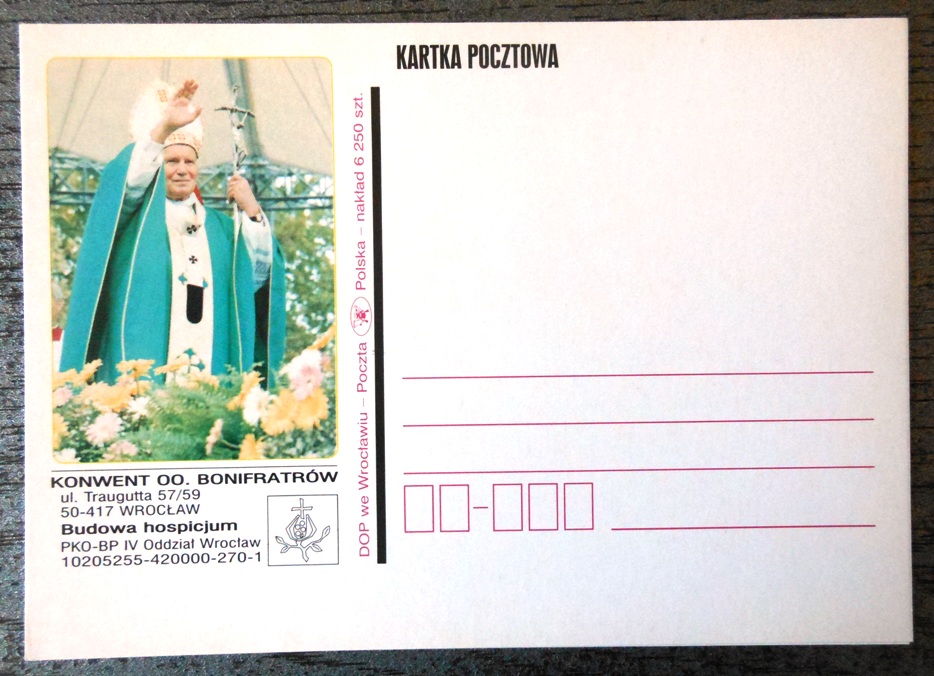 KARTKA POCZTOWA
DOP we Wrocławiu – Poczta Polska – nakład 6 250 szt.
KONWENT OO. BONIFRATRÓW
ul. Traugutta 57/59
50-417 WROCŁAW
Budowa hospicjum
PKO-BP IV Oddział Wrocław
10205255-420000-270-1